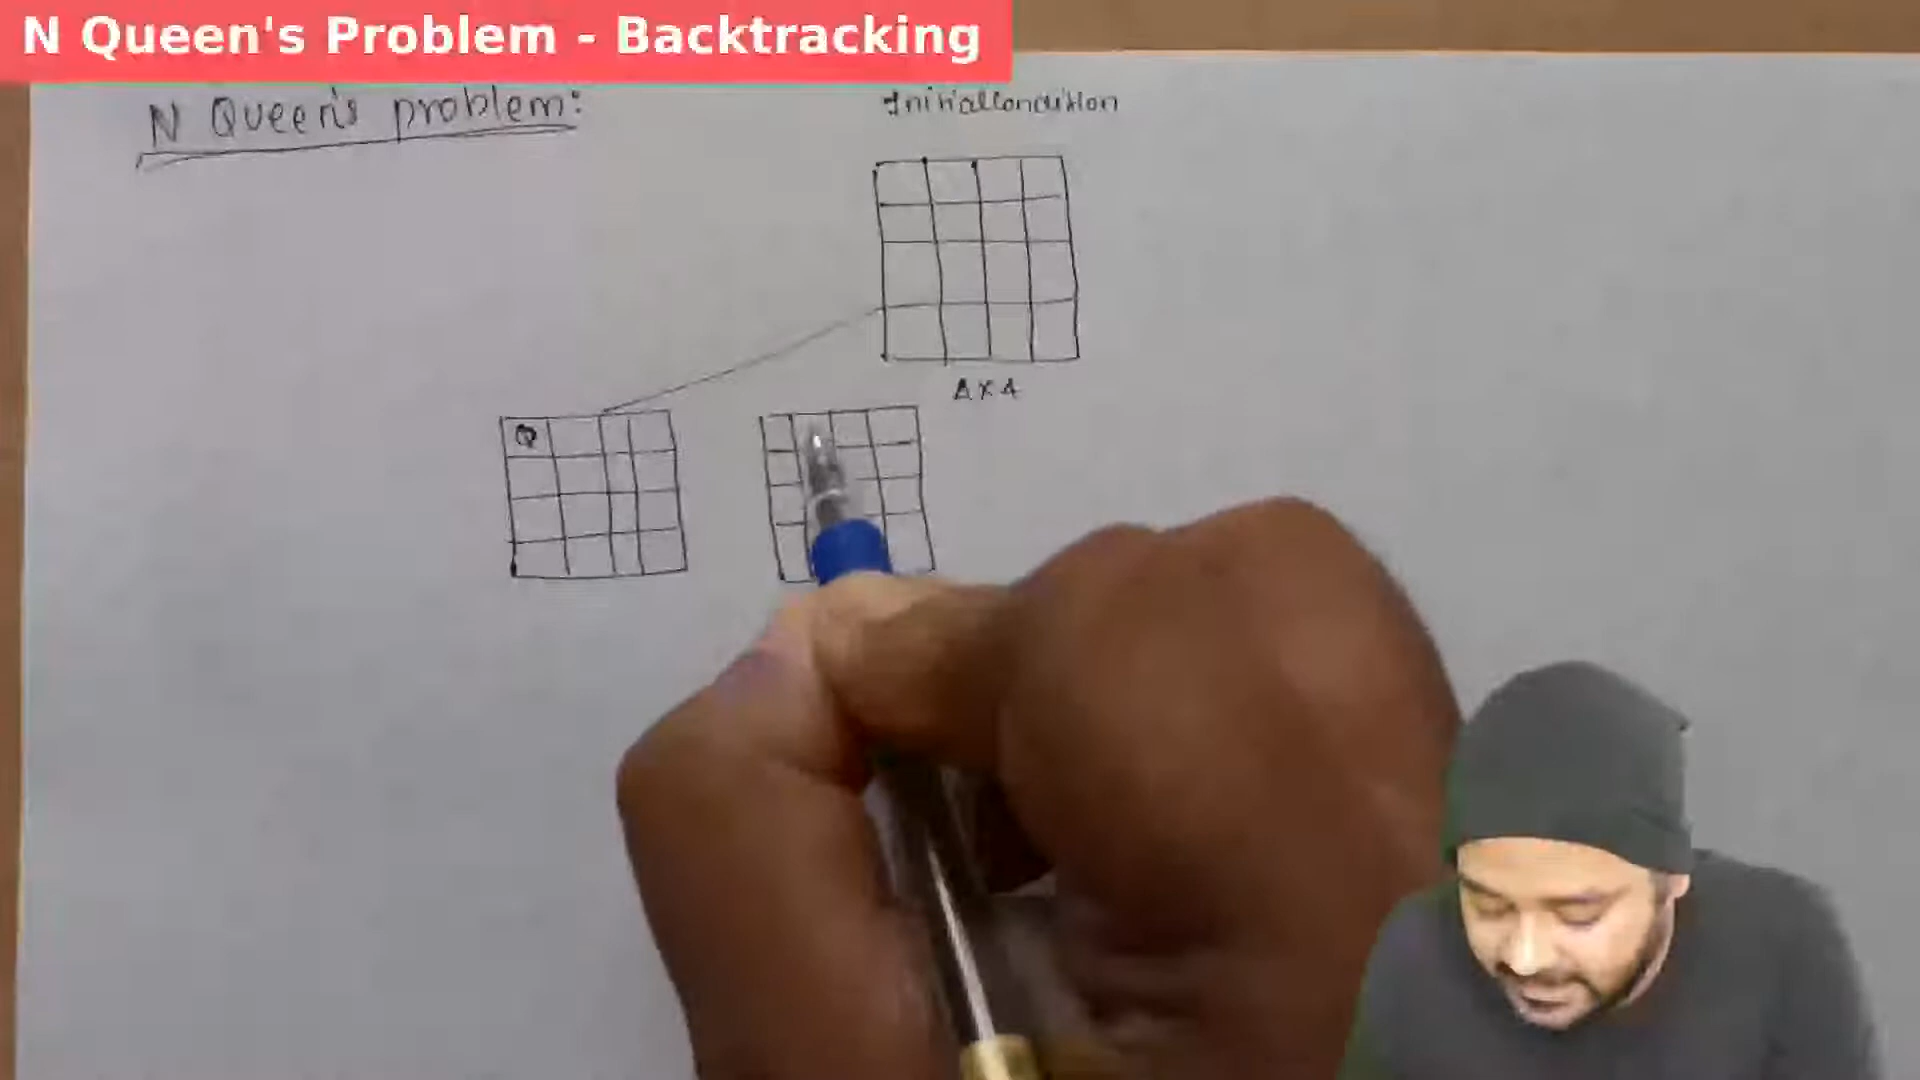 N Queen's Problem - Backtracking
N Queen's problem:
Initial Condition
4 x 4
Q